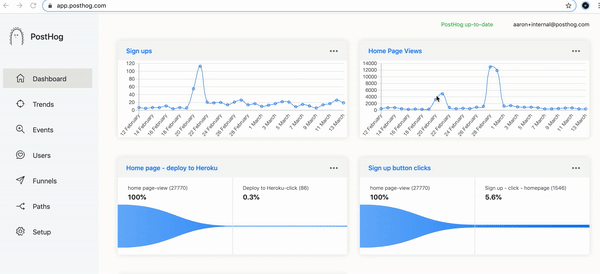 app.posthog.com
PostHog
PostHog up-to-date
aaron+internal@posthog.com
Dashboard
Trends
Events
Users
Funnels
Paths
Setup
Sign ups
120
100
80
60
40
20
0
12 February
14 February
16 February
18 February
20 February
22 February
24 February
26 February
28 February
1 March
3 March
5 March
7 March
9 March
11 March
13 March
Home Page Views
14000
12000
10000
8000
6000
4000
2000
0
12 February
14 February
16 February
18 February
20 February
22 February
24 February
26 February
28 February
1 March
3 March
5 March
7 March
9 March
11 March
13 March
Home page - deploy to Heroku
home page-view (27770)
100%
Deploy to Heroku-click (86)
0.3%
Sign up button clicks
home page-view (27770)
100%
Sign up - click - homepage (1546)
5.6%